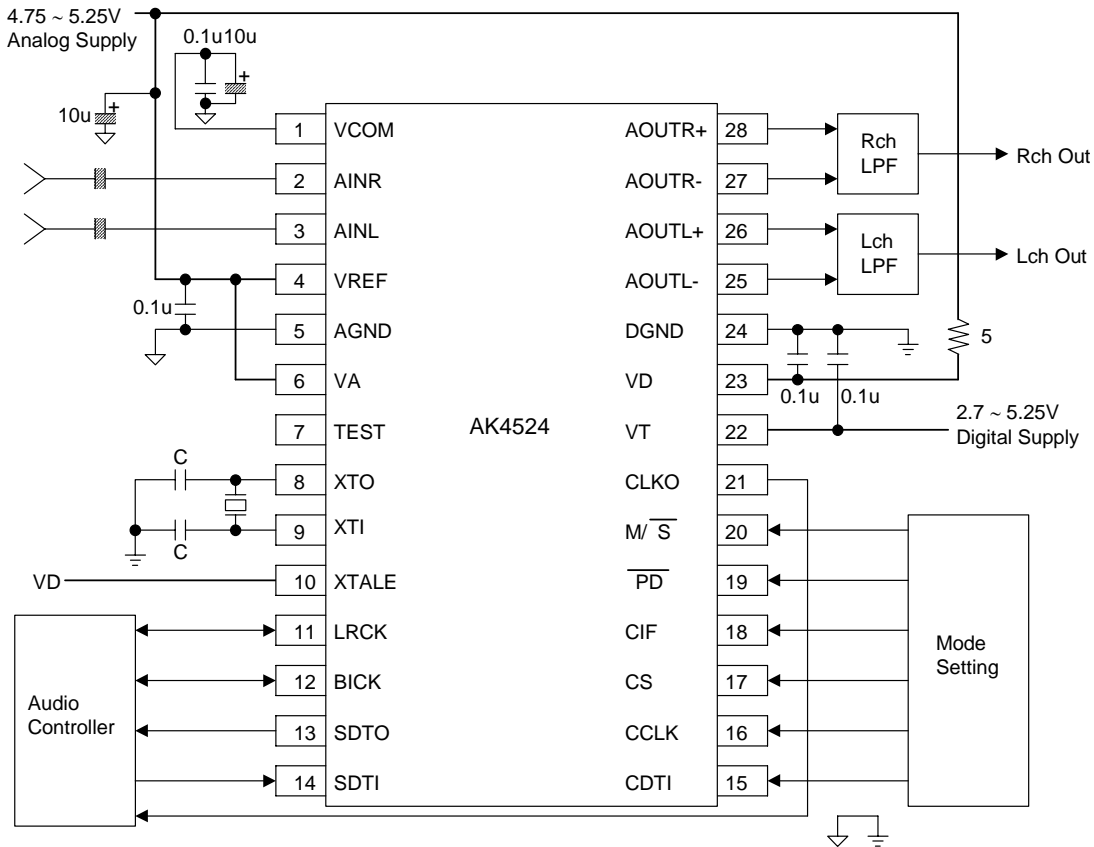 4.75 ~ 5.25V
Analog Supply
0.1u
10u
10u
1
VCOM
AOUTR+
28
Rch
LPF
Rch Out
2
AINR
AOUTR-
27
3
AINL
AOUTL+
26
Lch
LPF
Lch Out
4
VREF
AOUTL-
25
0.1u
5
AGND
DGND
24
5
6
VA
VD
23
0.1u
0.1u
7
TEST
AK4524
VT
22
2.7 ~ 5.25V
Digital Supply
C
8
XTO
CLKO
21
C
9
XTI
M/ S
20
VD
10
XTALE
PD
19
11
LRCK
CIF
18
Mode
Setting
12
BICK
CS
17
Audio
Controller
13
SDTO
CCLK
16
14
SDTI
CDTI
15